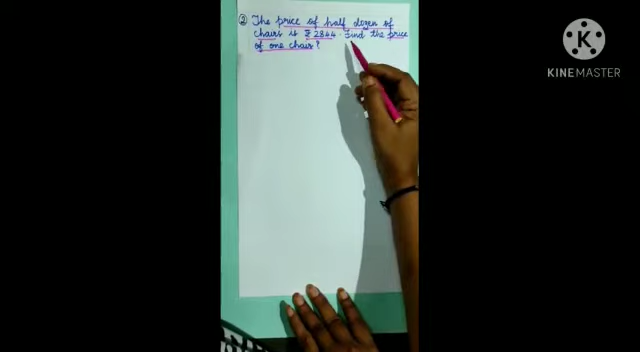 ② The price of half dozen of
chairs is ₹ 2844. Find the price
of one chair?
KINEMASTER